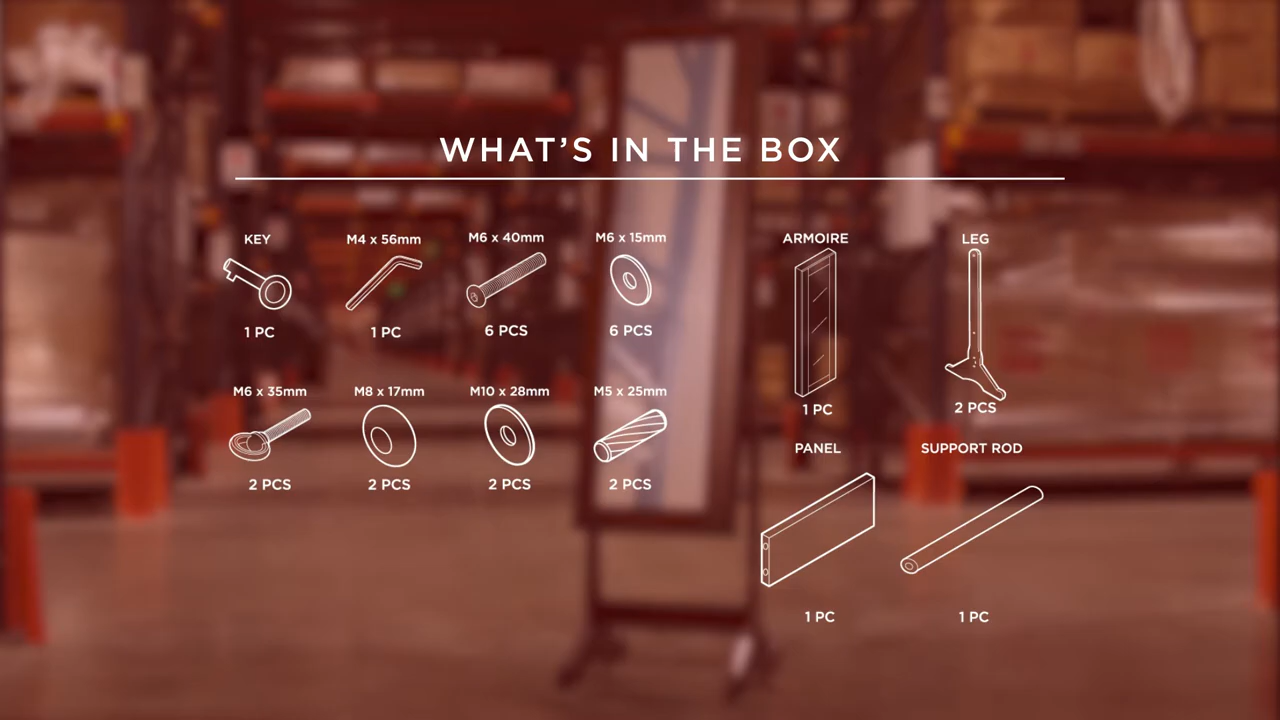 WHAT'S IN THE BOX
KEY
M4 x 56mm
M6 x 40mm
M6 x 15mm
1 PC
1 PC
6 PCS
6 PCS
M6 x 35mm
M8 x 17mm
M10 x 28mm
M5 x 25mm
2 PCS
2 PCS
2 PCS
2 PCS
ARMOIRE
LEG
1 PC
2 PCS
PANEL
SUPPORT ROD
1 PC
1 PC